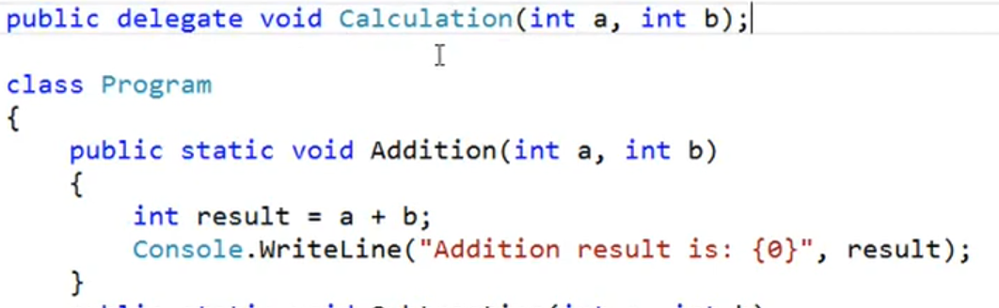 public delegate void Calculation(int a, int b);
class Program
{
    public static void Addition(int a, int b)
    {
        int result = a + b;
        Console.WriteLine("Addition result is: {0}", result);
    }